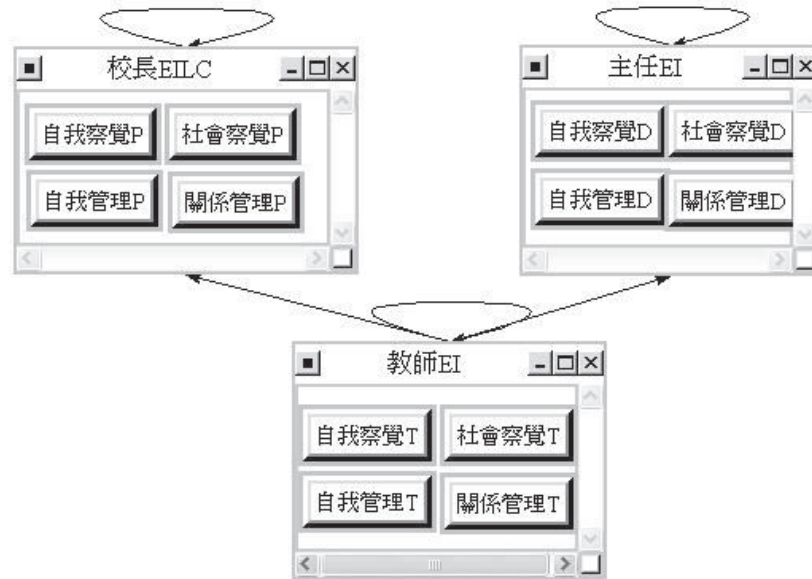 校長EILC
自我察覺P 社會察覺P
自我管理P 關係管理P
主任EI
自我察覺D 社會察覺D
自我管理D 關係管理D
教師EI
自我察覺T 社會察覺T
自我管理T 關係管理T